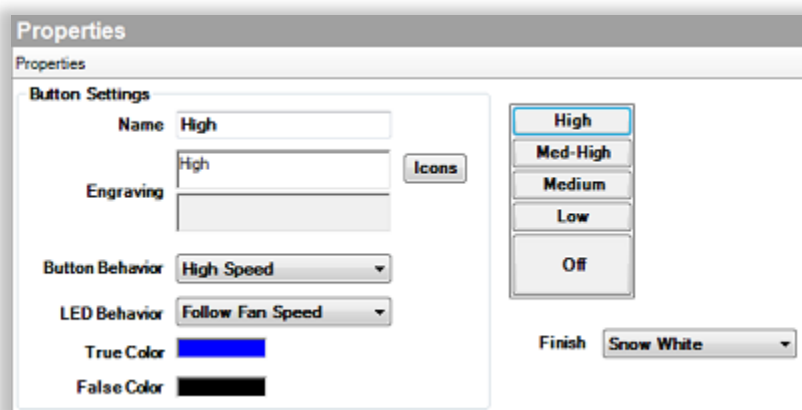 Properties
Properties
Button Settings
Name High
Engraving High
Icons
Button Behavior High Speed
LED Behavior Follow Fan Speed
True Color
False Color
High
Med-High
Medium
Low
Off
Finish Snow White